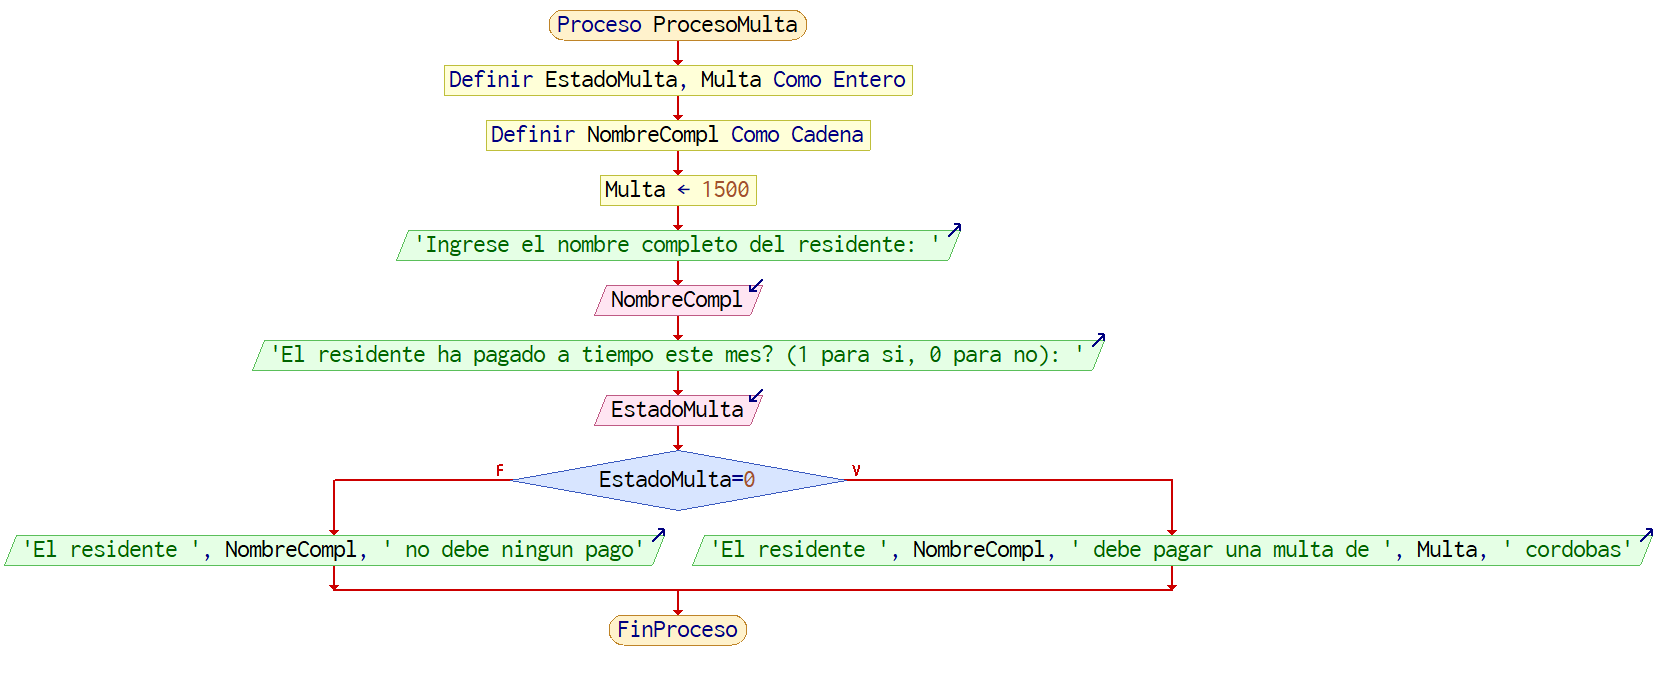 Proceso ProcesoMulta
Definir EstadoMulta, Multa Como Entero
Definir NombreCompl Como Cadena
Multa ← 1500
'Ingrese el nombre completo del residente: '
NombreCompl
'El residente ha pagado a tiempo este mes? (1 para si, 0 para no): '
EstadoMulta
F
EstadoMulta=0
V
'El residente ', NombreCompl, ' no debe ningun pago'
'El residente ', NombreCompl, ' debe pagar una multa de ', Multa, ' cordobas'
FinProceso